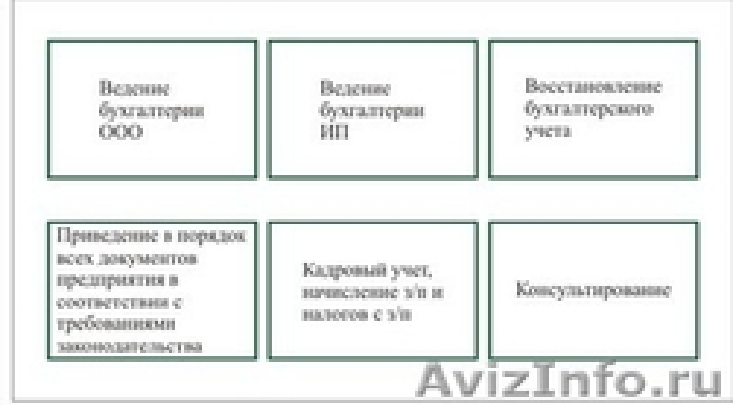 Ведение
бухгалтерии
ООО
Ведение
бухгалтерии
ИП
Восстановление
бухгалтерского
учета
Приведение в порядок
всех документов
предприятия в
соответствии с
требованиями
законодательства
Кадровый учет,
начисление з/п и
налогов с з/п
Консультирование
AvizInfo.ru